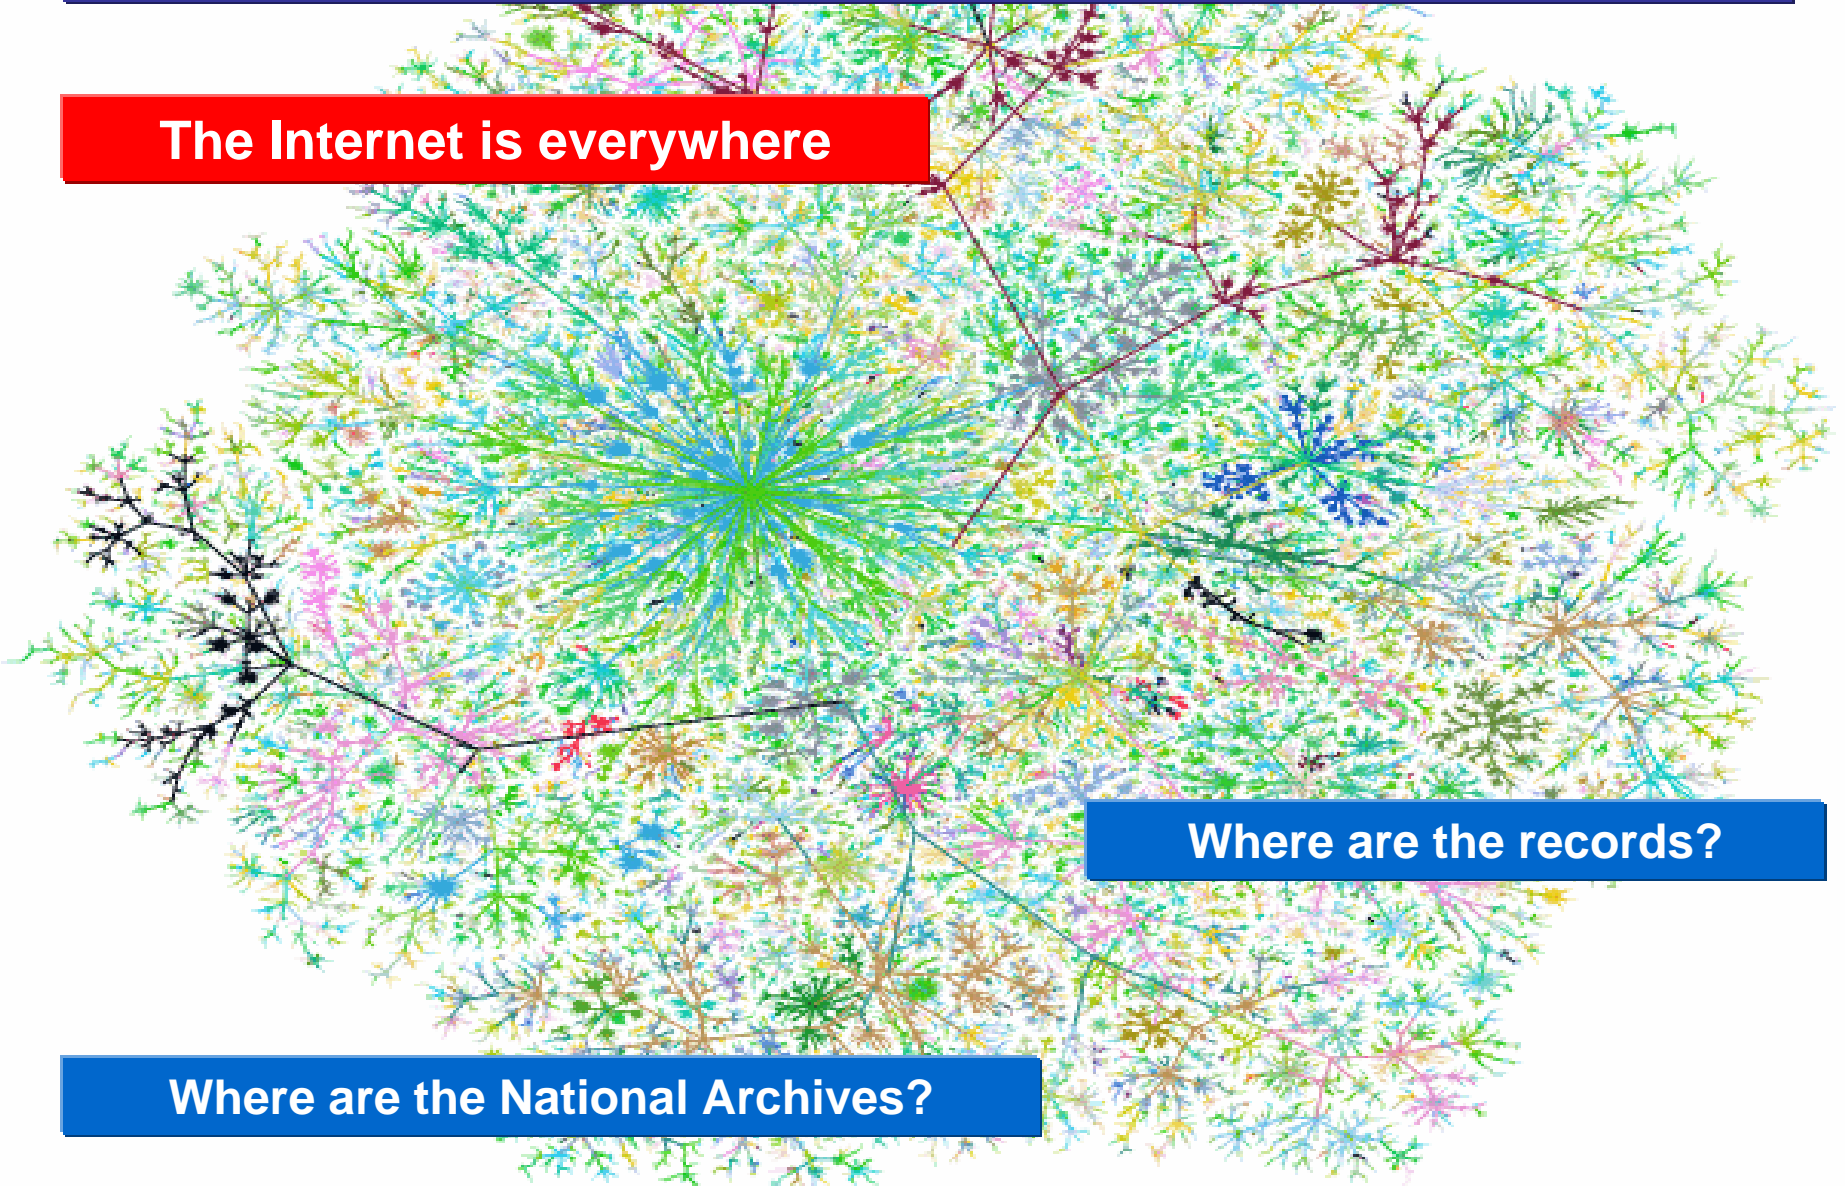 The Internet is everywhere
Where are the records?
Where are the National Archives?